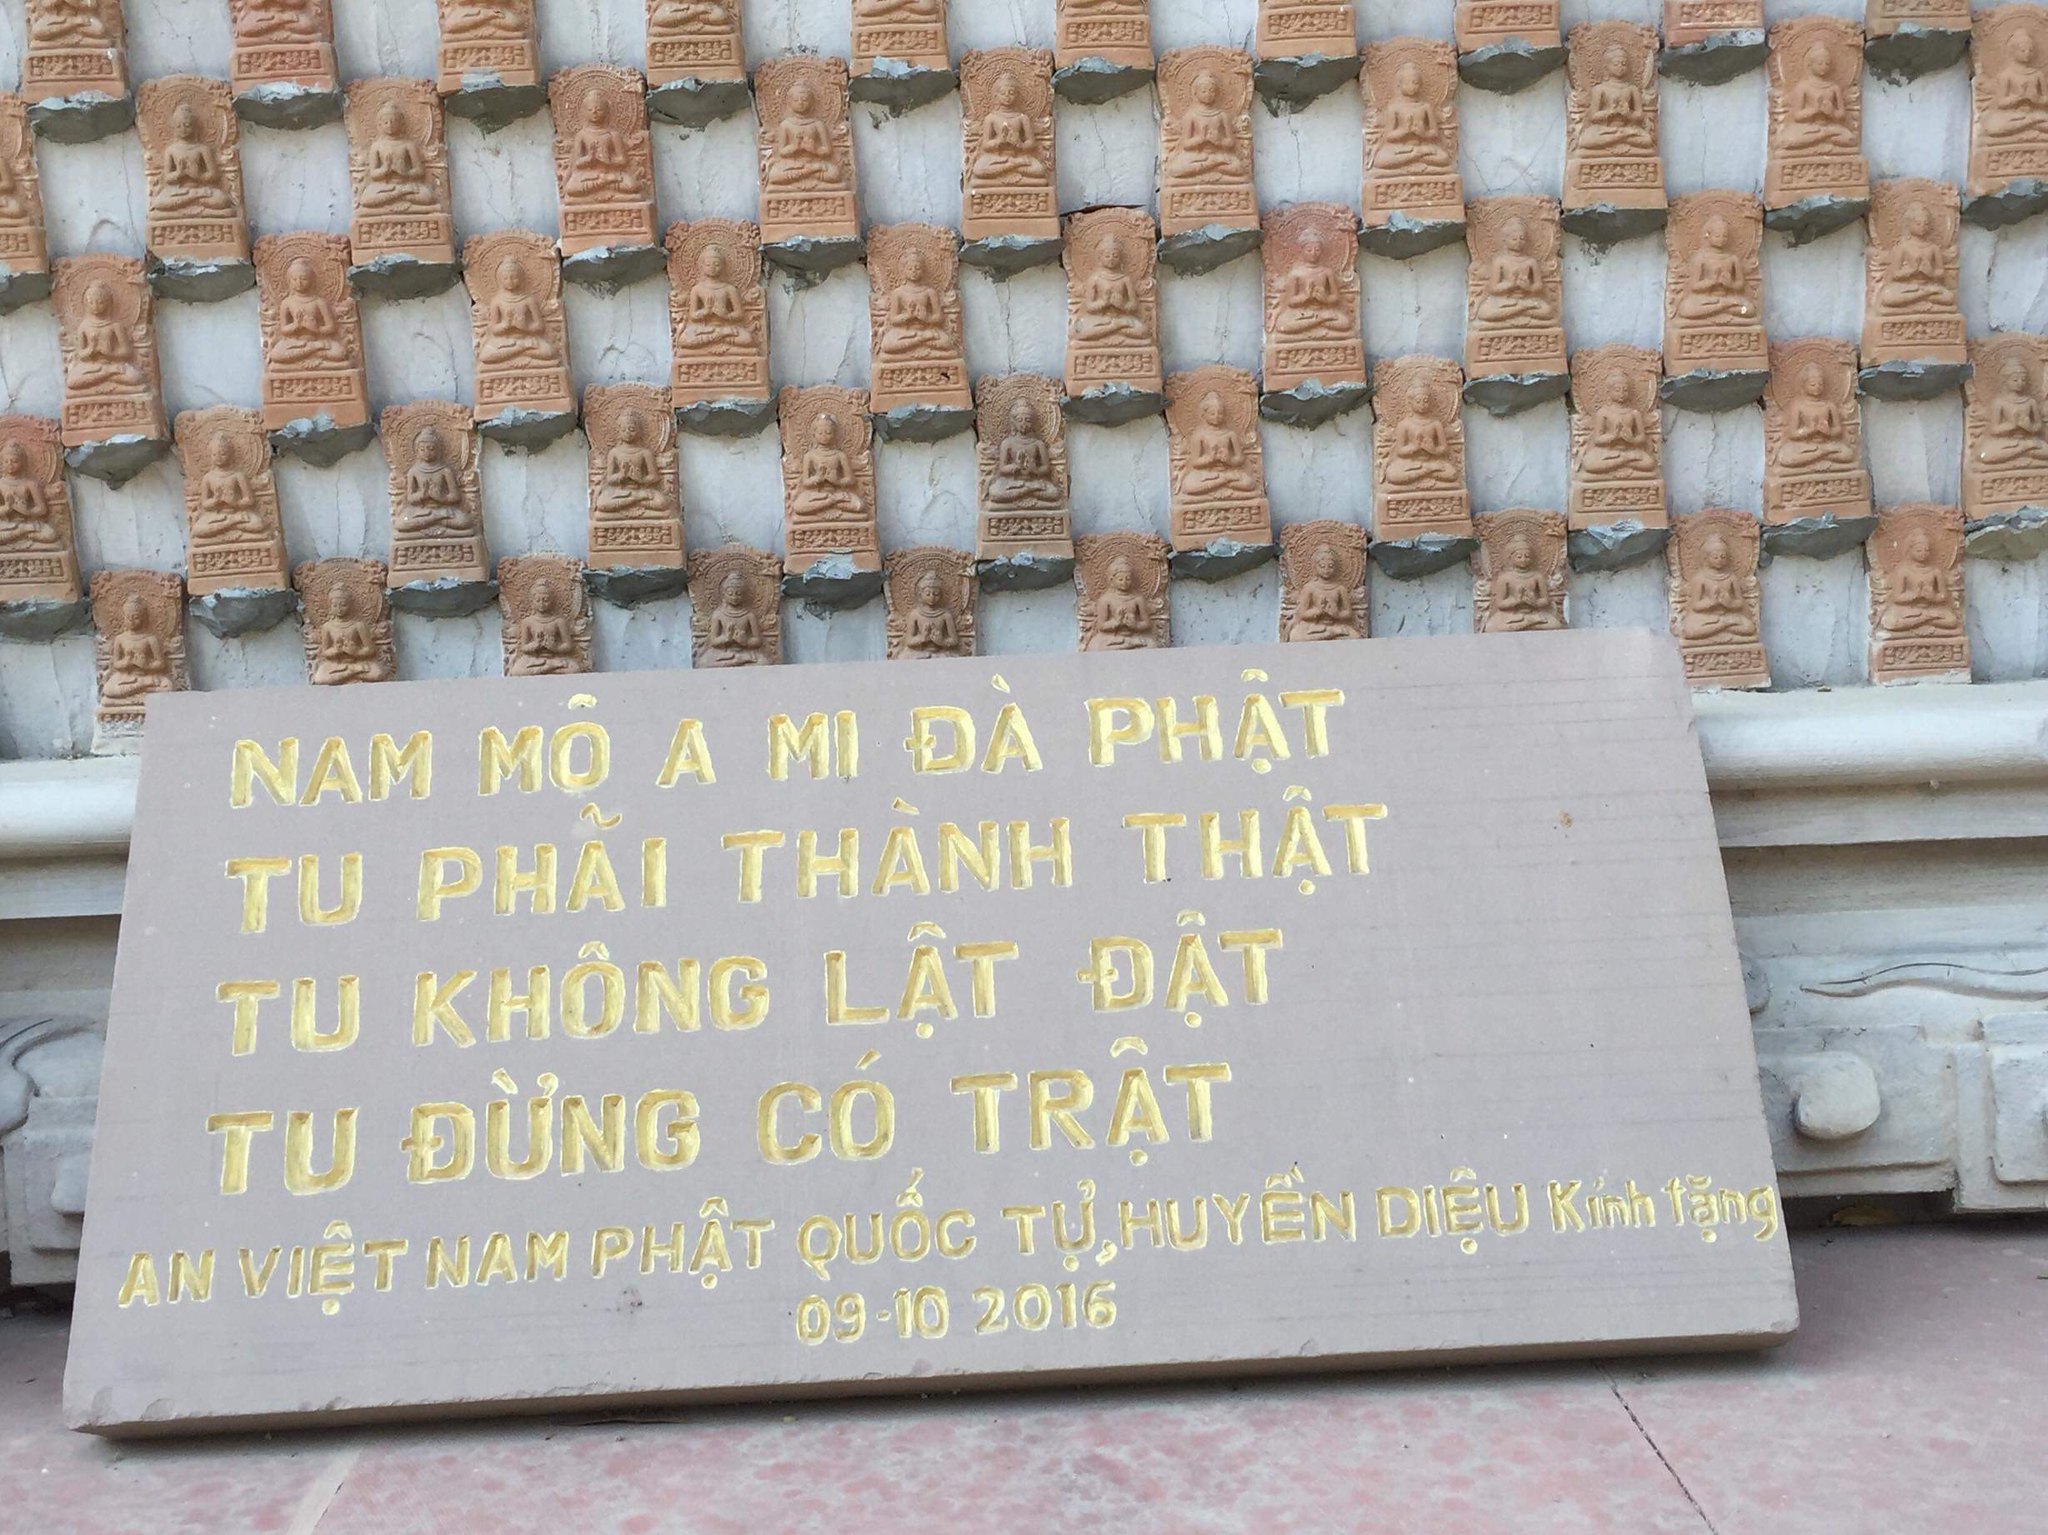 NAM MÔ A MI ĐÀ PHẬT
TU PHẢI THÀNH THẬT
TU KHÔNG LẬT ĐẬT
TU ĐỪNG CÓ TRẬT
AN VIỆT NAM PHẬT QUỐC TỰ, HUYỀN DIỆU Kính tặng
09-10 2016